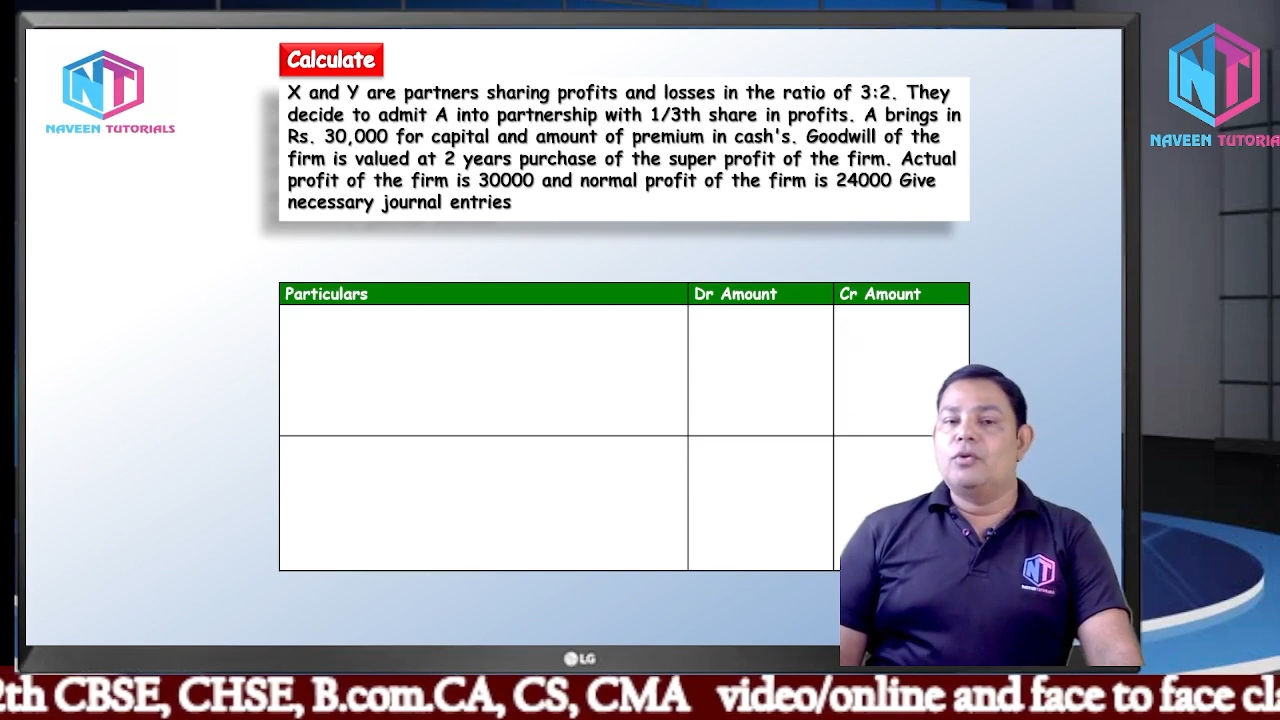 NT
NAVEEN TUTORIALS
Calculate
X and Y are partners sharing profits and losses in the ratio of 3:2. They
decide to admit A into partnership with 1/3th share in profits. A brings in
Rs. 30,000 for capital and amount of premium in cash's. Goodwill of the
firm is valued at 2 years purchase of the super profit of the firm. Actual
profit of the firm is 30000 and normal profit of the firm is 24000 Give
necessary journal entries
Particulars Dr Amount Cr Amount
NT
NAVEEN TUTORIA
NT
LG
2th CBSE, CHSE, B.com.CA, CS, CMA video/online and face to face cl